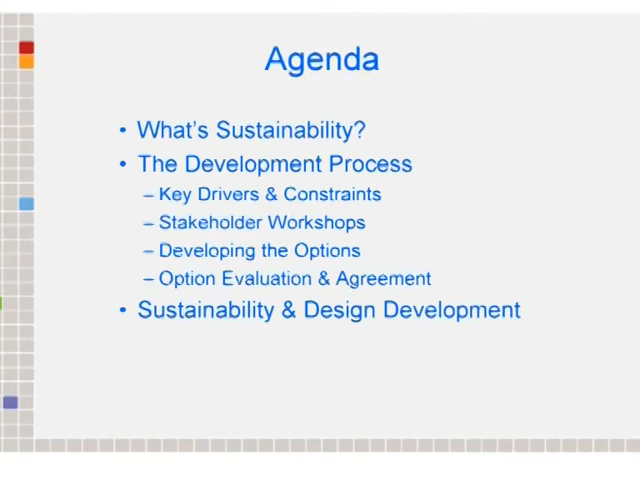 Agenda
• What's Sustainability?
• The Development Process
– Key Drivers & Constraints
– Stakeholder Workshops
– Developing the Options
– Option Evaluation & Agreement
• Sustainability & Design Development